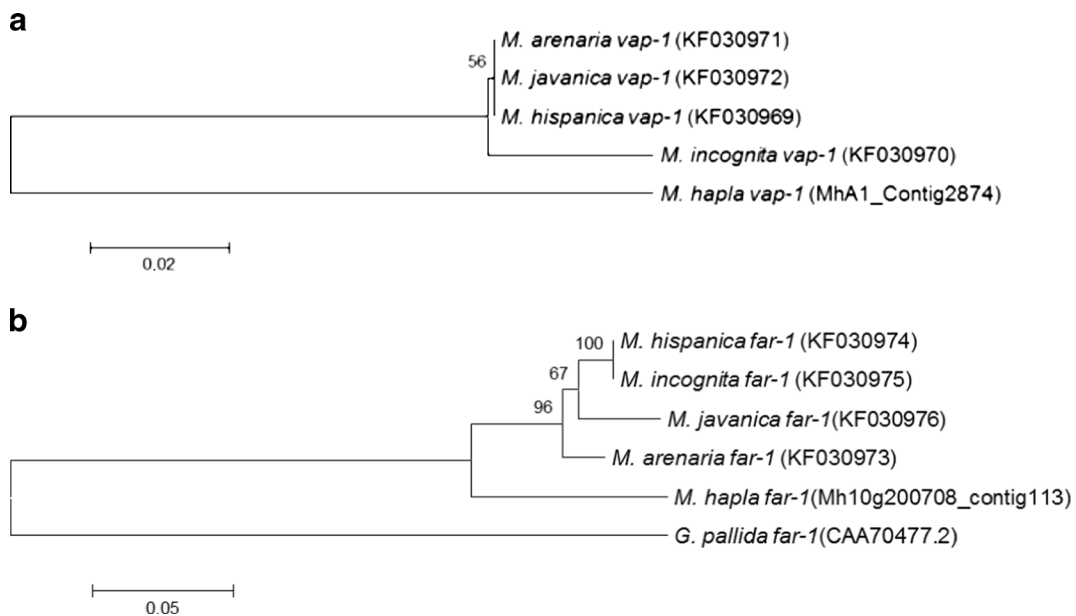 a
M. arenaria vap-1 (KF030971)
56
M. javanica vap-1 (KF030972)
M. hispanica vap-1 (KF030969)
M. incognita vap-1 (KF030970)
M. hapla vap-1 (MhA1_Contig2874)
0.02
b
M. hispanica far-1 (KF030974)
100
M. incognita far-1 (KF030975)
67
M. javanica far-1(KF030976)
96
M. arenaria far-1 (KF030973)
M. hapla far-1(Mh10g200708_contig113)
G. pallida far-1(CAA70477.2)
0.05